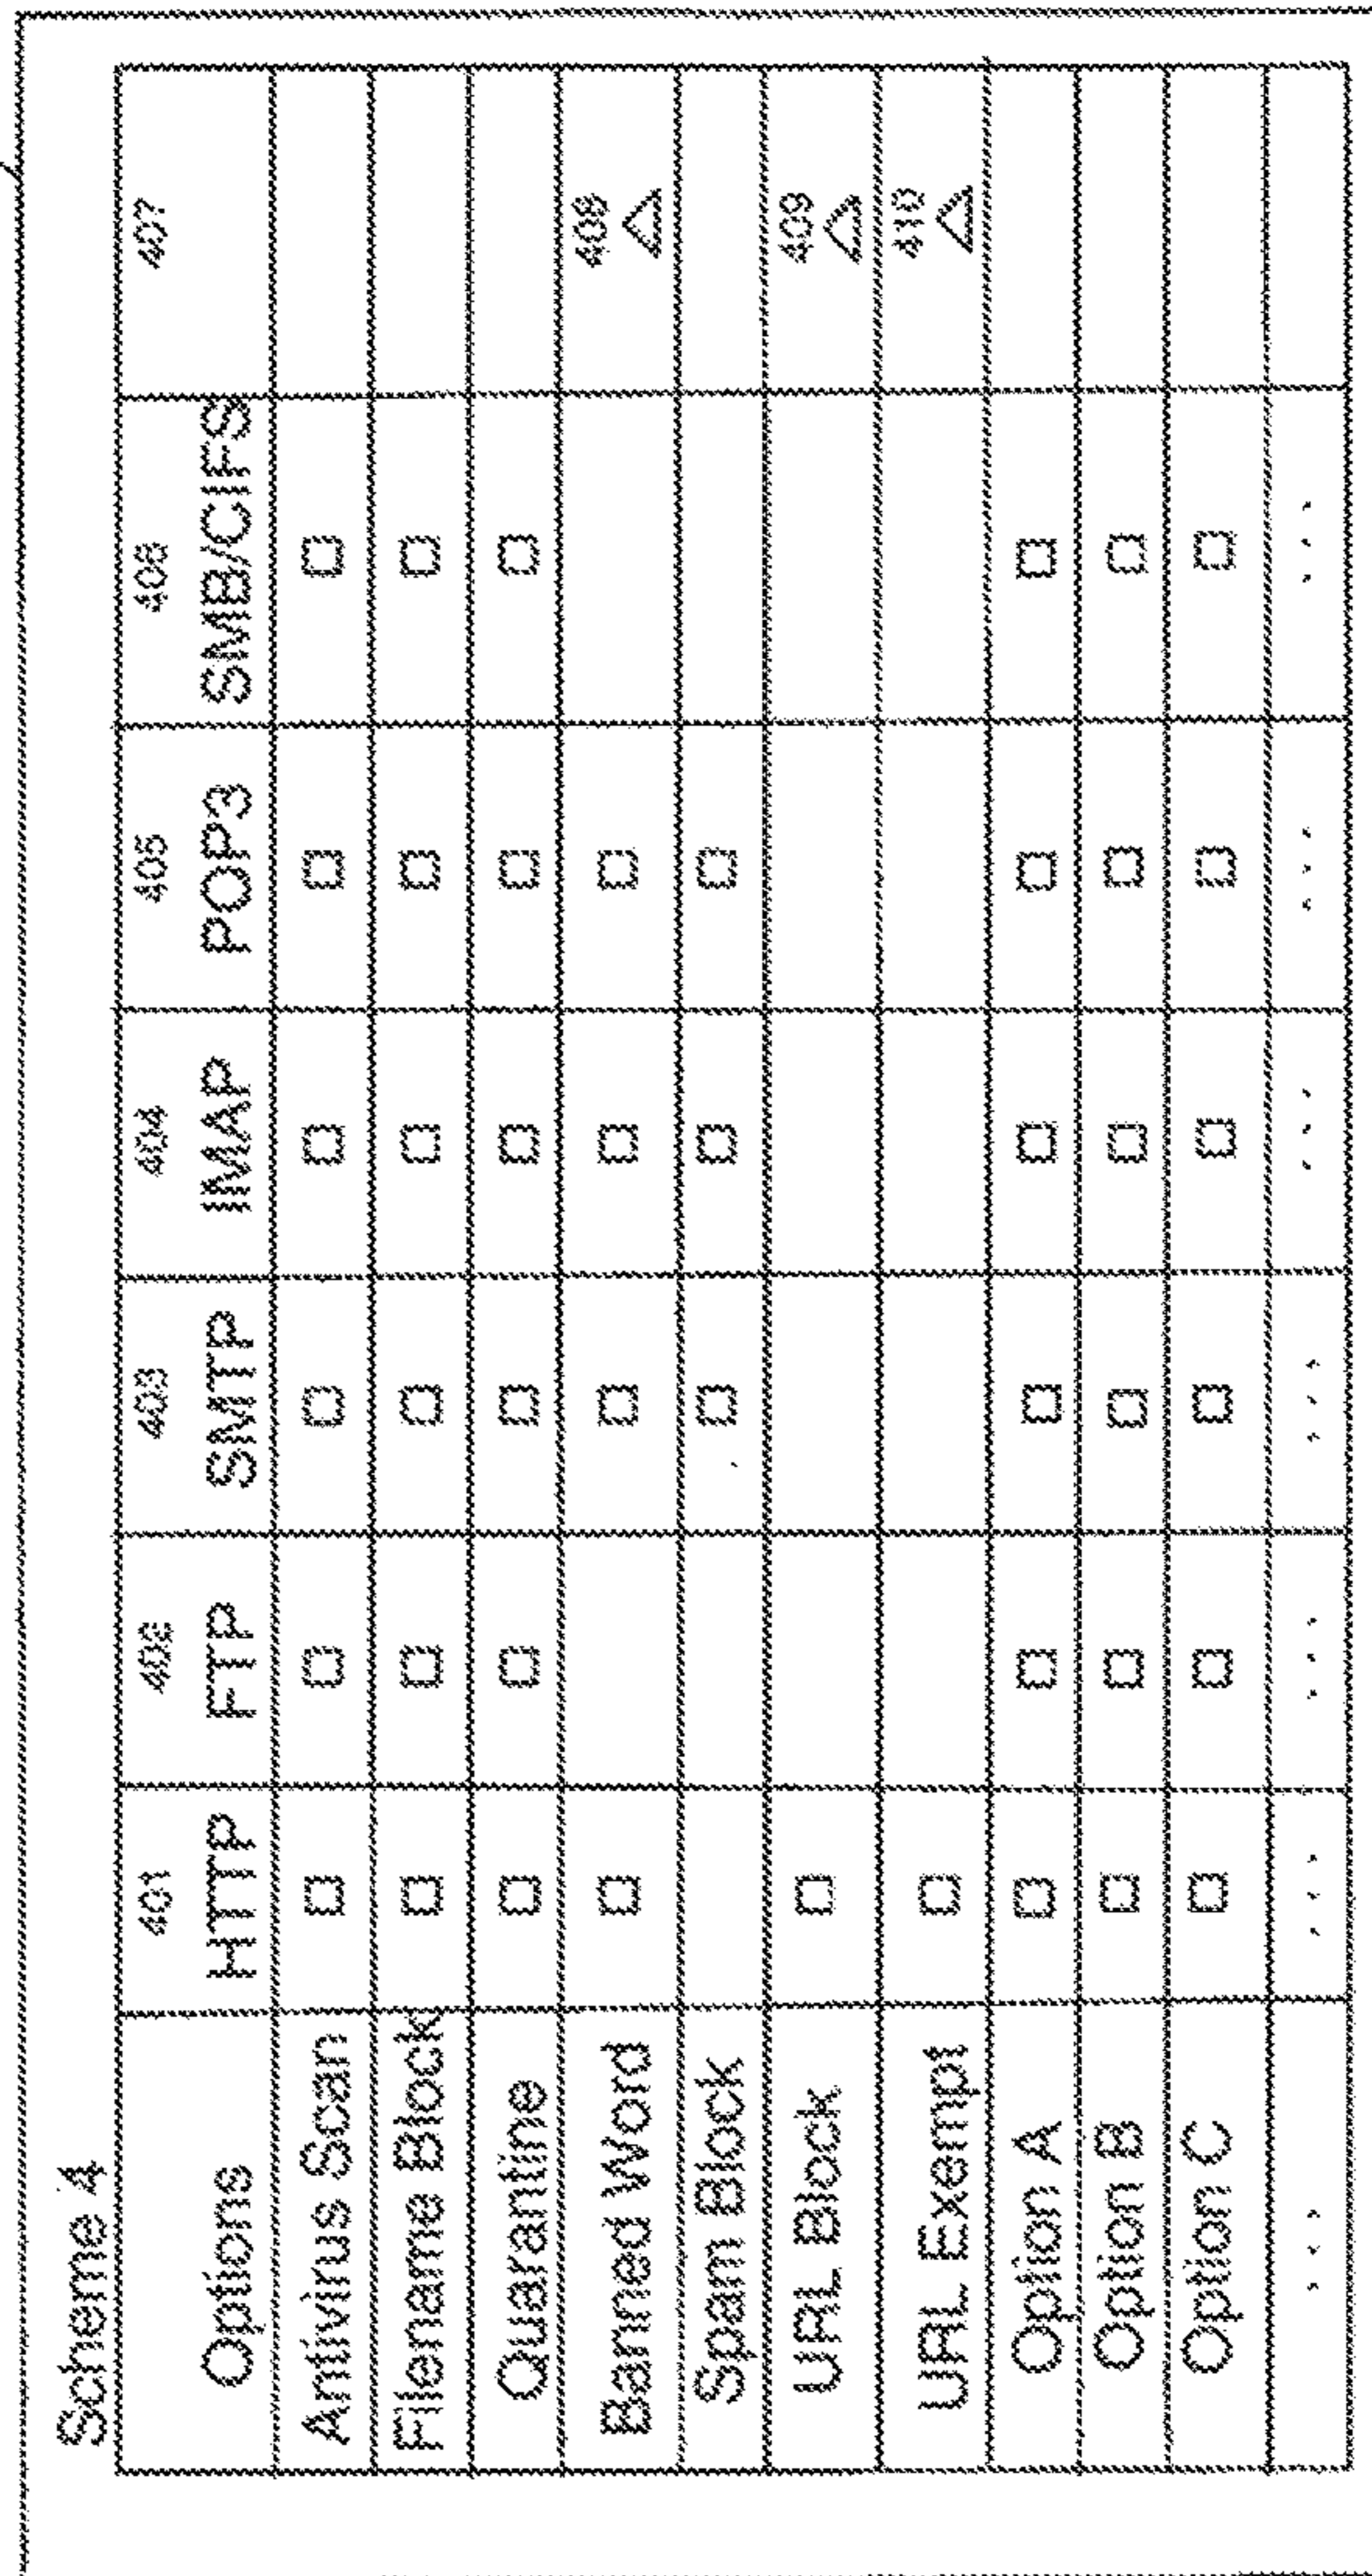 Scheme 4
401 402 403 404 405 406 407
Options HTTP FTP SMTP IMAP POP3 SMB/CIFS
Antivirus Scan
Filename Block
Quarantine
Banned Word 408
Spam Block
URL Block 409
URL Exempt 410
Option A
Option B
Option C
... ... ... ... ... ... ...